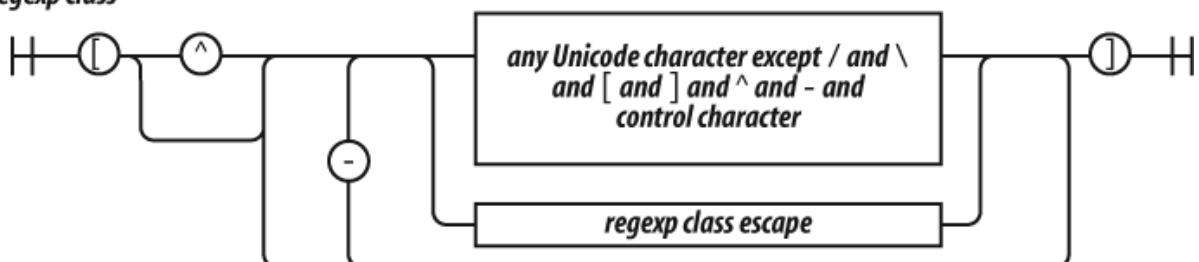 regexp class
[ ^ any Unicode character except / and \ ]
and [ and ] and ^ and - and
control character
-
regexp class escape